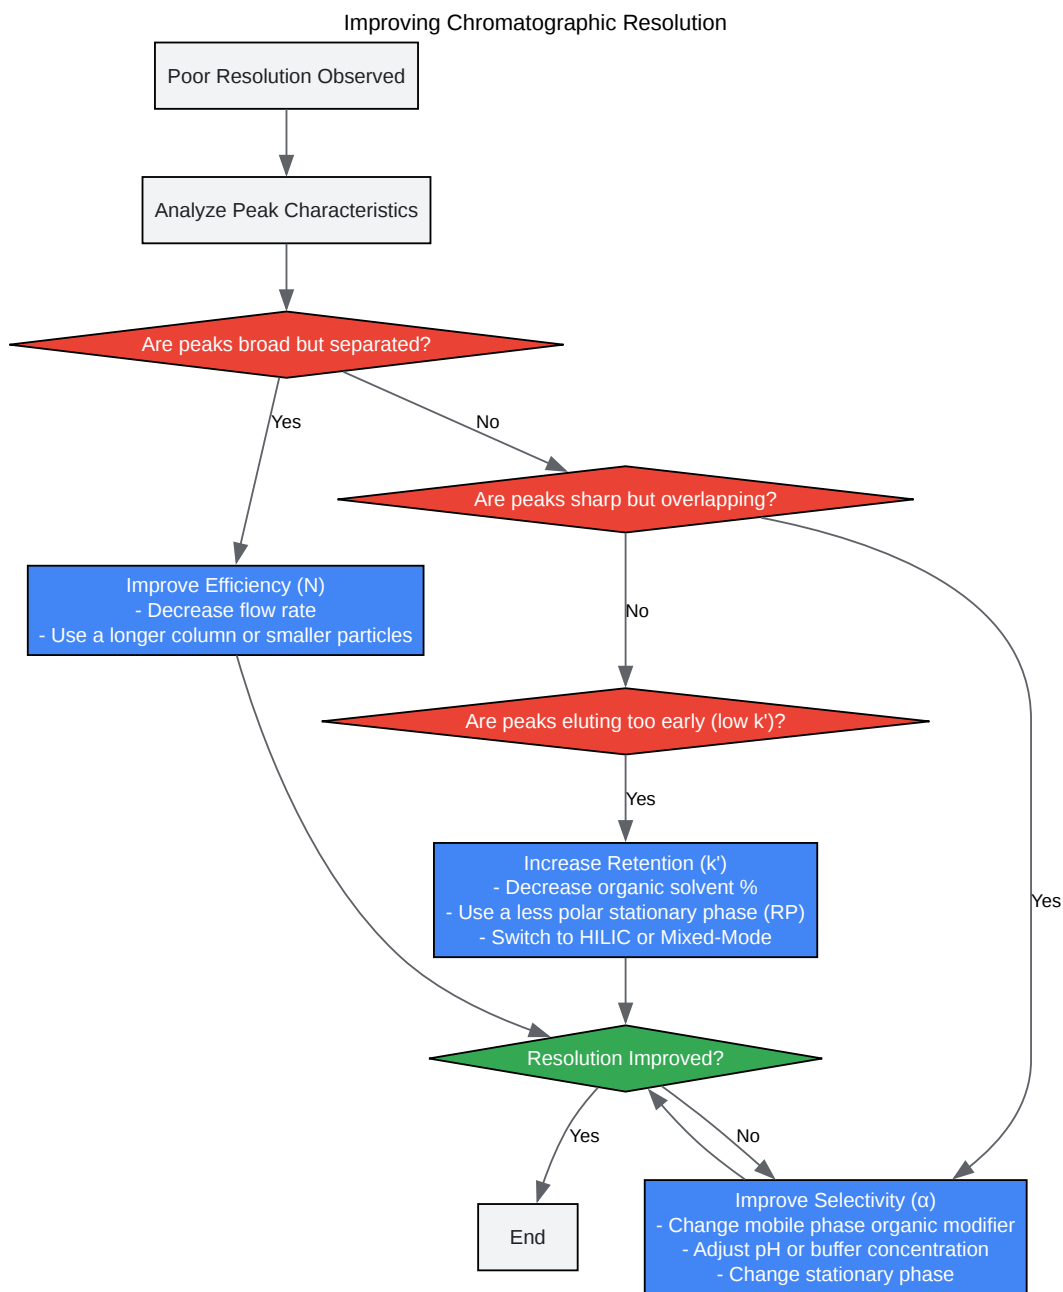 Improving Chromatographic Resolution
Poor Resolution Observed
Analyze Peak Characteristics
Are peaks broad but separated?
Yes
No
Are peaks sharp but overlapping?
Improve Efficiency (N)
- Decrease flow rate
- Use a longer column or smaller particles
No
Are peaks eluting too early (low k')?
Yes
Increase Retention (k')
- Decrease organic solvent %
- Use a less polar stationary phase (RP)
- Switch to HILIC or Mixed-Mode
Yes
Resolution Improved?
Yes
No
End
Improve Selectivity (α)
- Change mobile phase organic modifier
- Adjust pH or buffer concentration
- Change stationary phase